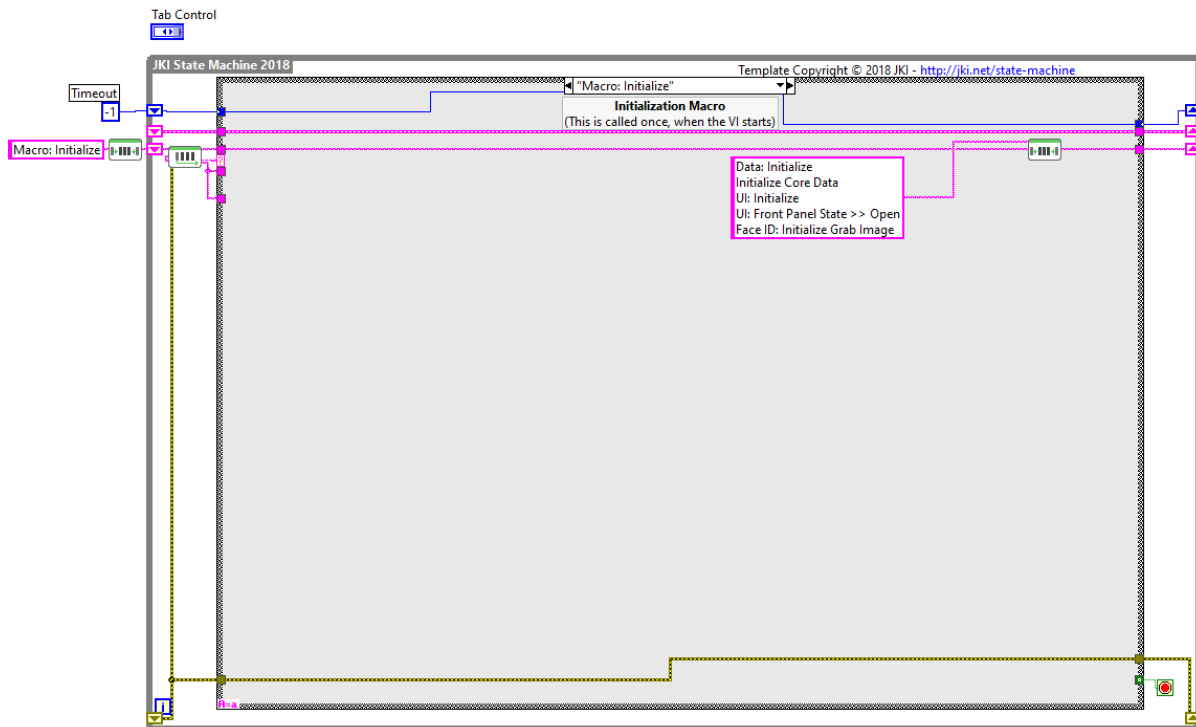 Tab Control
JKI State Machine 2018
Template Copyright © 2018 JKI - http://jki.net/state-machine
"Macro: Initialize"
Timeout
-1
Initialization Macro
(This is called once, when the VI starts)
Macro: Initialize
?
Data: Initialize
Initialize Core Data
UI: Initialize
UI: Front Panel State >> Open
Face ID: Initialize Grab Image
i
A=a